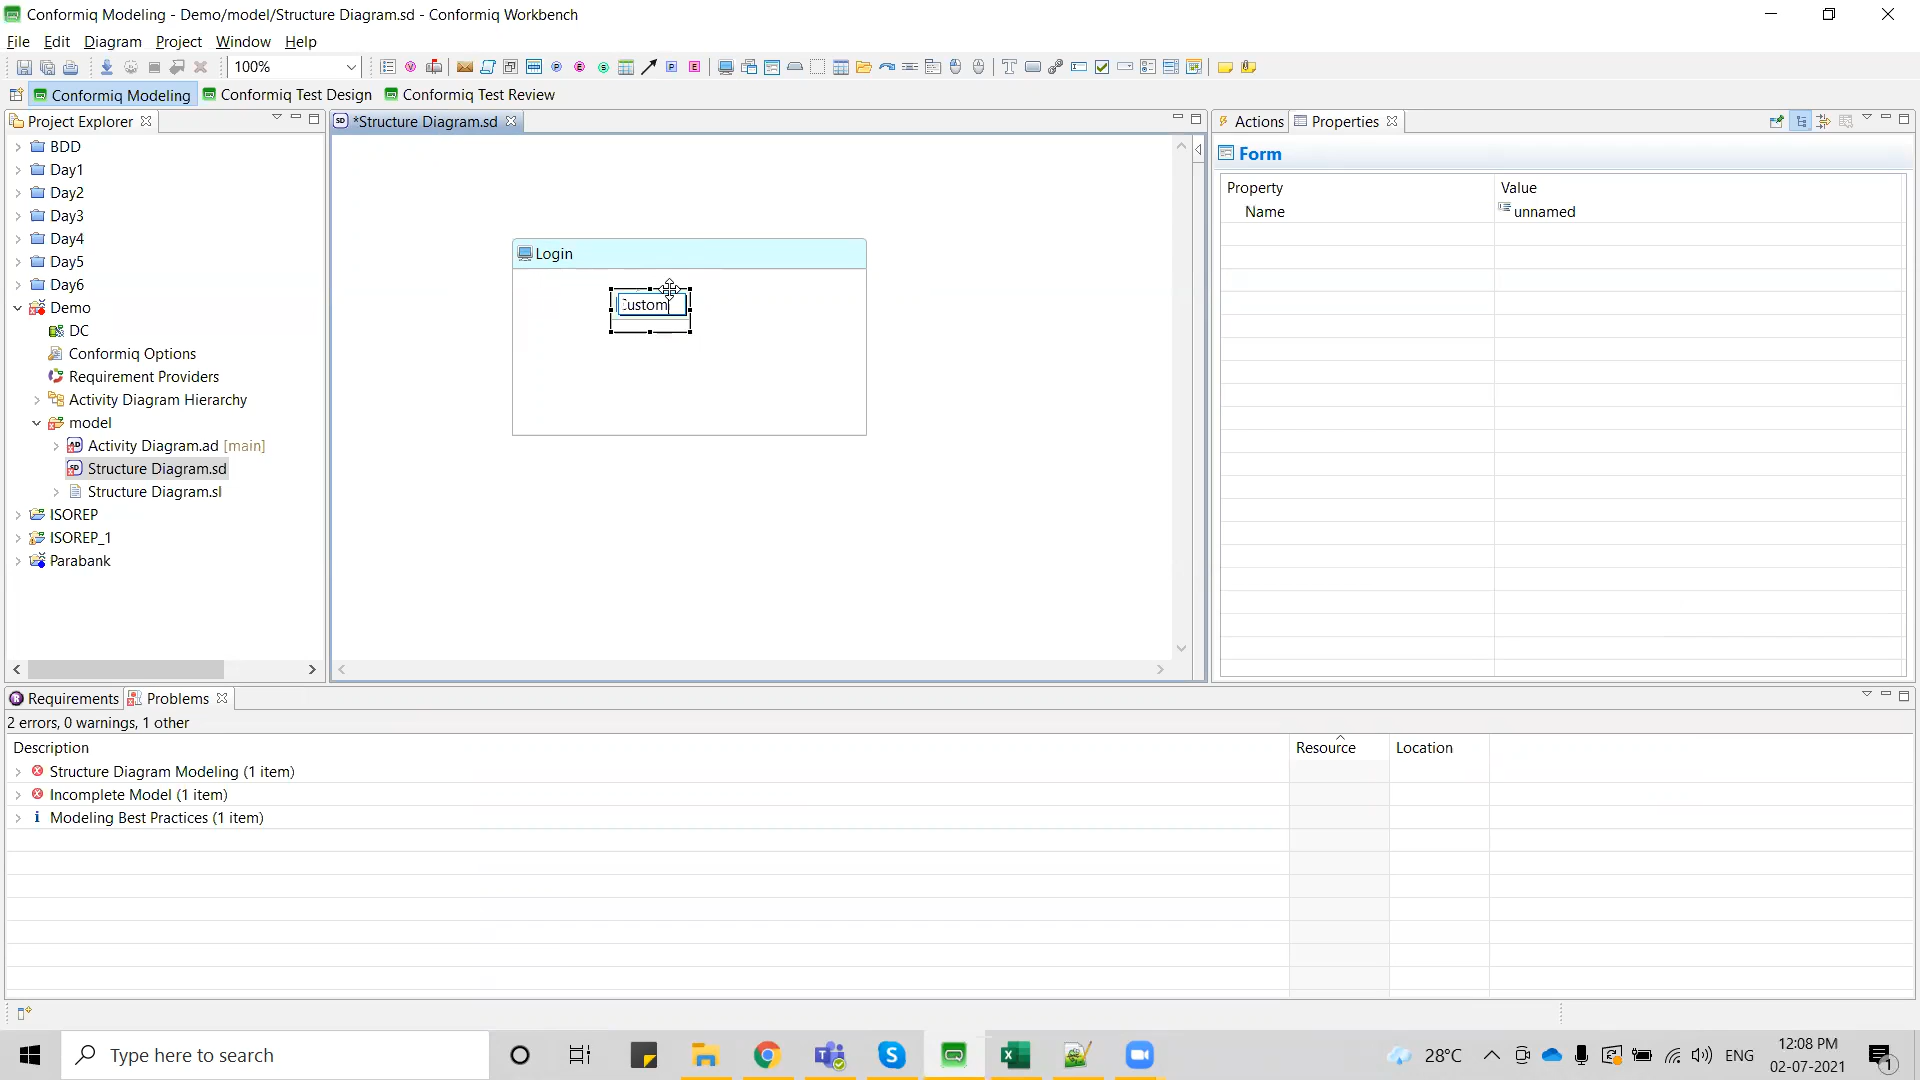 Conformiq Modeling - Demo/model/Structure Diagram.sd - Conformiq Workbench
File Edit Diagram Project Window Help
100%
Conformiq Modeling Conformiq Test Design Conformiq Test Review
Project Explorer
BDD
Day1
Day2
Day3
Day4
Day5
Day6
Demo
DC
Conformiq Options
Requirement Providers
Activity Diagram Hierarchy
model
Activity Diagram.ad [main]
Structure Diagram.sd
Structure Diagram.sl
ISOREP
ISOREP_1
Parabank
*Structure Diagram.sd
Login
Custom
Actions Properties
Form
Property Value
Name unnamed
Requirements Problems
2 errors, 0 warnings, 1 other
Description Resource Location
Structure Diagram Modeling (1 item)
Incomplete Model (1 item)
Modeling Best Practices (1 item)
Type here to search
28°C
ENG
12:08 PM
02-07-2021
1